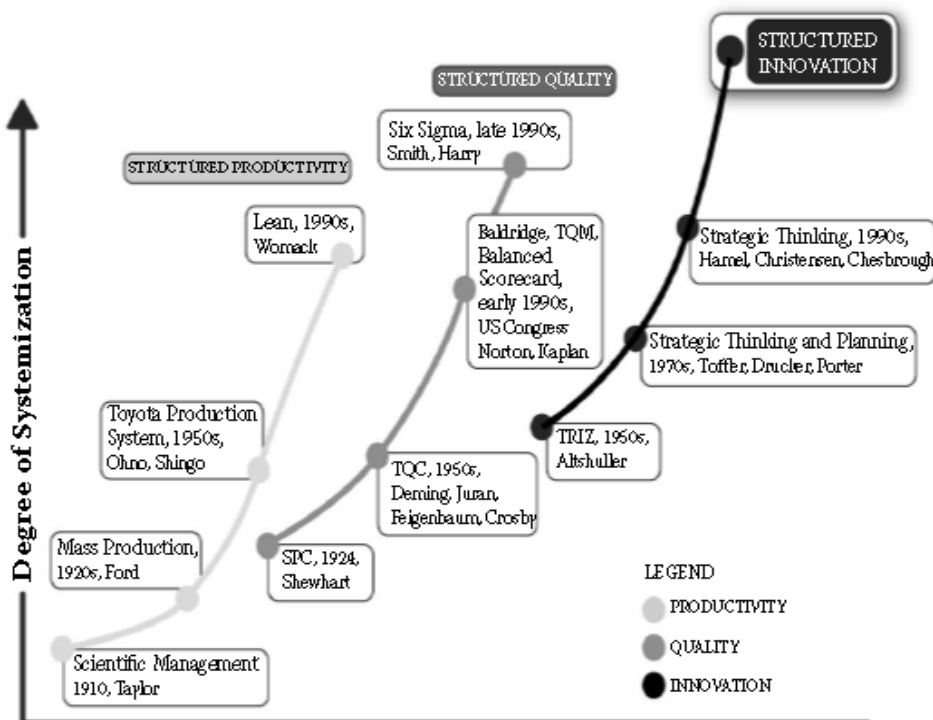 STRUCTURED
INNOVATION
STRUCTURED QUALITY
Six Sigma, late 1990s,
Smith, Harry
STRUCTURED PRODUCTIVITY
Lean, 1990s,
Womack
Baldridge, TQM,
Balanced
Scorecard,
early 1990s,
US Congress
Norton, Kaplan
Strategic Thinking, 1990s,
Hamel, Christensen, Chesbrough
Strategic Thinking and Planning,
1970s, Toffler, Drucker, Porter
Toyota Production
System, 1950s,
Ohno, Shingo
TRIZ, 1950s,
Altshuller
TQC, 1950s,
Deming, Juran,
Feigenbaum, Crosby
Mass Production,
1920s, Ford
SPC, 1924,
Shewhart
Scientific Management
1910, Taylor
Degree of Systemization
LEGEND
PRODUCTIVITY
QUALITY
INNOVATION